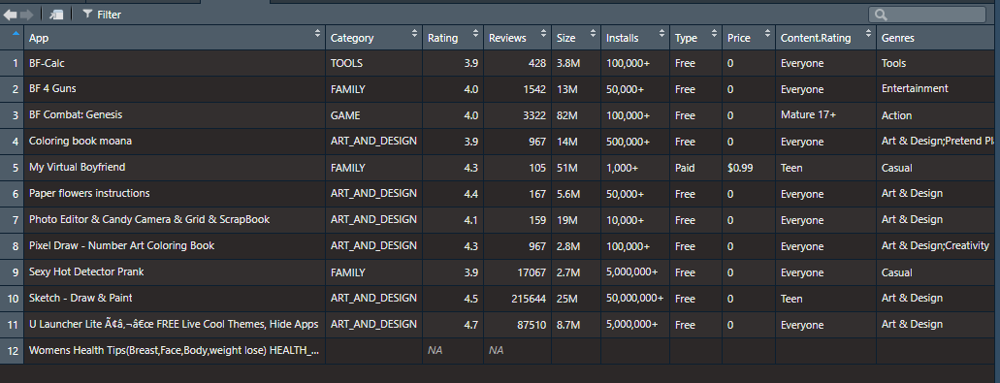 Filter
App Category Rating Reviews Size Installs Type Price Content.Rating Genres
1 BF-Calc TOOLS 3.9 428 3.8M 100,000+ Free 0 Everyone Tools
2 BF 4 Guns FAMILY 4.0 1542 13M 50,000+ Free 0 Everyone Entertainment
3 BF Combat: Genesis GAME 4.0 3322 82M 100,000+ Free 0 Mature 17+ Action
4 Coloring book moana ART_AND_DESIGN 3.9 967 14M 500,000+ Free 0 Everyone Art & Design;Pretend Pl
5 My Virtual Boyfriend FAMILY 4.3 105 51M 1,000+ Paid $0.99 Teen Casual
6 Paper flowers instructions ART_AND_DESIGN 4.4 167 5.6M 50,000+ Free 0 Everyone Art & Design
7 Photo Editor & Candy Camera & Grid & ScrapBook ART_AND_DESIGN 4.1 159 19M 10,000+ Free 0 Everyone Art & Design
8 Pixel Draw - Number Art Coloring Book ART_AND_DESIGN 4.3 967 2.8M 100,000+ Free 0 Everyone Art & Design;Creativity
9 Sexy Hot Detector Prank FAMILY 3.9 17067 2.7M 5,000,000+ Free 0 Everyone Casual
10 Sketch - Draw & Paint ART_AND_DESIGN 4.5 215644 25M 50,000,000+ Free 0 Teen Art & Design
11 U Launcher Lite Ã¢â‚¬â€œ FREE Live Cool Themes, Hide Apps ART_AND_DESIGN 4.7 87510 8.7M 5,000,000+ Free 0 Everyone Art & Design
12 Womens Health Tips(Breast,Face,Body,weight lose) HEALTH_... NA NA